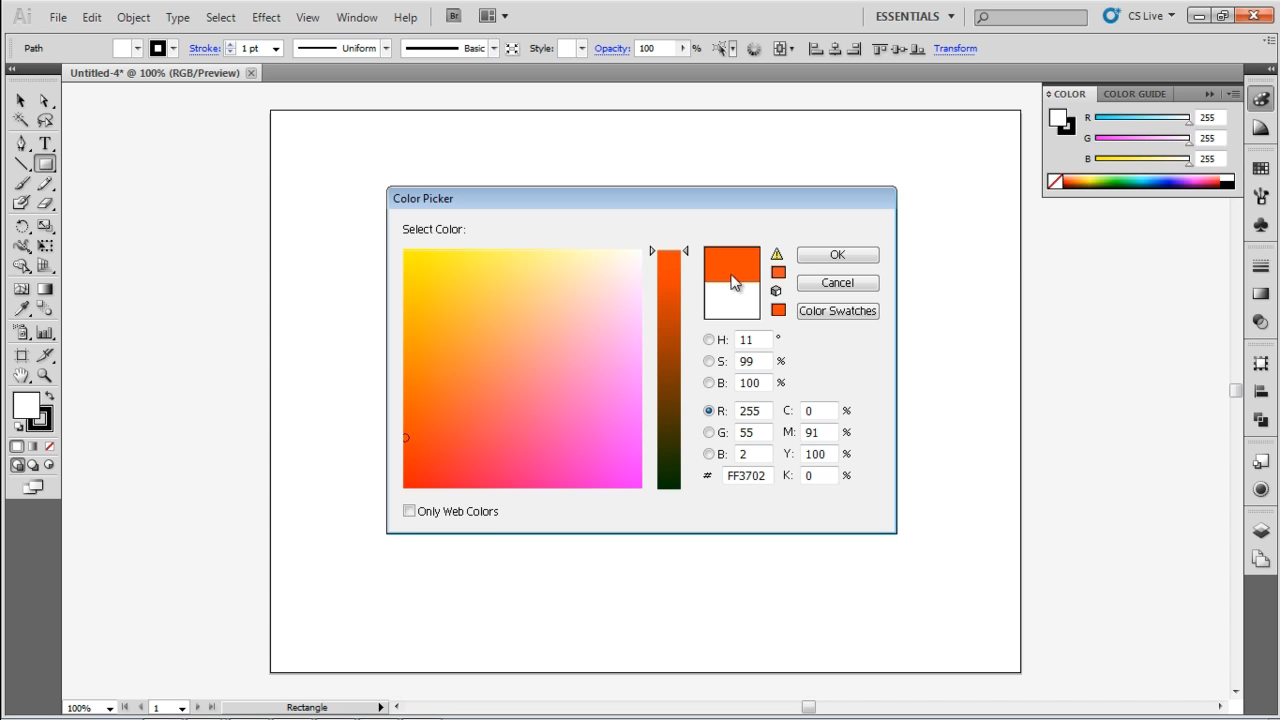 Ai File Edit Object Type Select Effect View Window Help Br ESSENTIALS CS Live
Path Stroke: 1 pt Uniform Basic Style: Opacity: 100 % Transform
Untitled-4* @ 100% (RGB/Preview)
COLOR COLOR GUIDE
R 255
G 255
B 255
Color Picker
Select Color:
OK
Cancel
Color Swatches
H: 11 °
S: 99 %
B: 100 %
R: 255 C: 0 %
G: 55 M: 91 %
B: 2 Y: 100 %
# FF3702 K: 0 %
Only Web Colors
100% 1 Rectangle